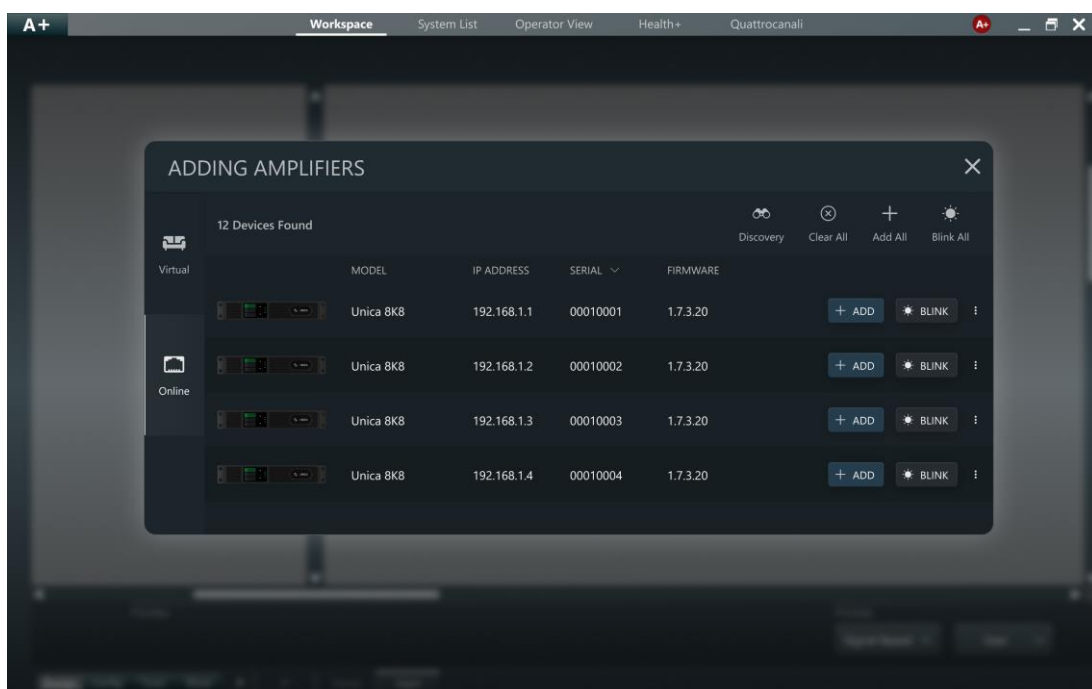 A+ Workspace System List Operator View Health+ Quattrocanali A+
ADDING AMPLIFIERS
12 Devices Found
Discovery Clear All Add All Blink All
Virtual
MODEL IP ADDRESS SERIAL FIRMWARE
Unica 8K8 192.168.1.1 00010001 1.7.3.20 + ADD BLINK
Unica 8K8 192.168.1.2 00010002 1.7.3.20 + ADD BLINK
Online
Unica 8K8 192.168.1.3 00010003 1.7.3.20 + ADD BLINK
Unica 8K8 192.168.1.4 00010004 1.7.3.20 + ADD BLINK